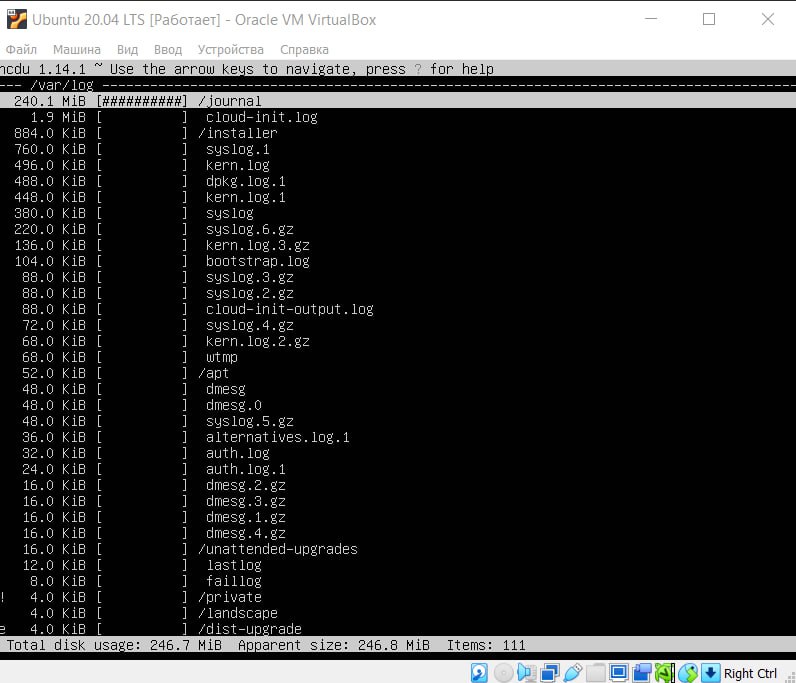 Ubuntu 20.04 LTS [Работает] - Oracle VM VirtualBox
Файл Машина Вид Ввод Устройства Справка
ncdu 1.14.1 ~ Use the arrow keys to navigate, press ? for help
--- /var/log ---------------------------------------------------------------------------------------
240.1 MiB [##########] /journal
1.9 MiB [          ]  cloud-init.log
884.0 KiB [          ] /installer
760.0 KiB [          ]  syslog.1
496.0 KiB [          ]  kern.log
488.0 KiB [          ]  dpkg.log.1
448.0 KiB [          ]  kern.log.1
380.0 KiB [          ]  syslog
220.0 KiB [          ]  syslog.6.gz
136.0 KiB [          ]  kern.log.3.gz
104.0 KiB [          ]  bootstrap.log
88.0 KiB [          ]  syslog.3.gz
88.0 KiB [          ]  syslog.2.gz
88.0 KiB [          ]  cloud-init-output.log
72.0 KiB [          ]  syslog.4.gz
68.0 KiB [          ]  kern.log.2.gz
68.0 KiB [          ]  wtmp
52.0 KiB [          ] /apt
48.0 KiB [          ]  dmesg
48.0 KiB [          ]  dmesg.0
48.0 KiB [          ]  syslog.5.gz
36.0 KiB [          ]  alternatives.log.1
32.0 KiB [          ]  auth.log
24.0 KiB [          ]  auth.log.1
16.0 KiB [          ]  dmesg.2.gz
16.0 KiB [          ]  dmesg.3.gz
16.0 KiB [          ]  dmesg.1.gz
16.0 KiB [          ]  dmesg.4.gz
16.0 KiB [          ] /unattended-upgrades
12.0 KiB [          ]  lastlog
8.0 KiB [          ]  faillog
! 4.0 KiB [          ] /private
4.0 KiB [          ] /landscape
e 4.0 KiB [          ] /dist-upgrade
Total disk usage: 246.7 MiB Apparent size: 246.8 MiB Items: 111
Right Ctrl